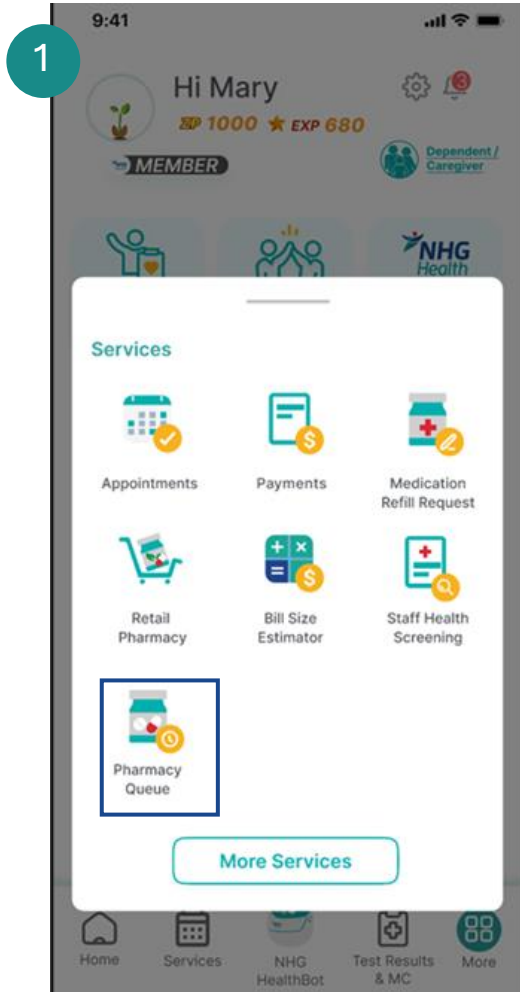 1
9:41
Hi Mary
3
ZP 1000 EXP 680
MEMBER
Dependent /
Caregiver
NHG
Health
Services
Appointments
Payments
Medication
Refill Request
Retail
Pharmacy
Bill Size
Estimator
Staff Health
Screening
Pharmacy
Queue
More Services
Home
Services
NHG
HealthBot
Test Results
& MC
More